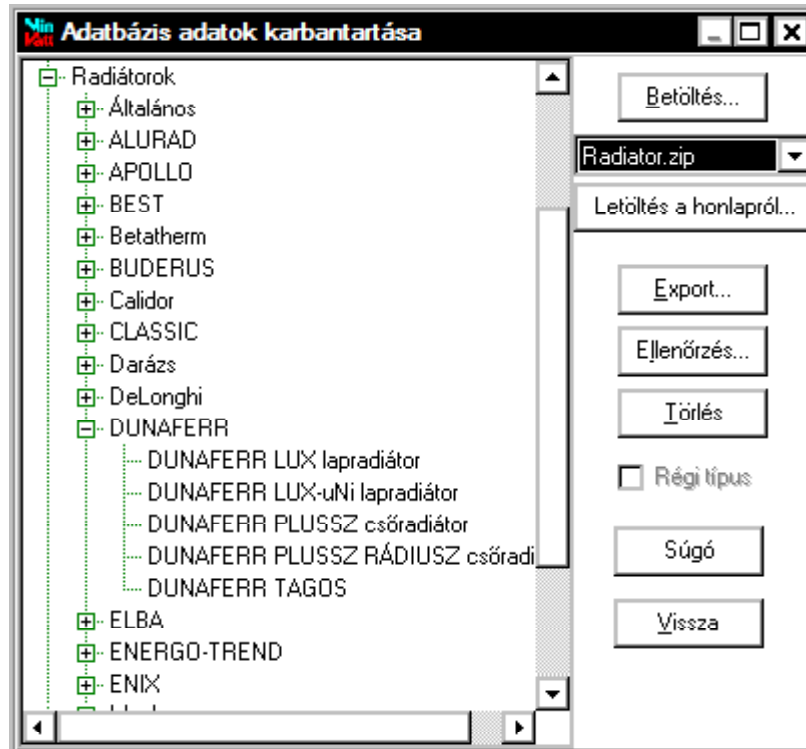 Win Watt Adatbázis adatok karbantartása
Radiátorok
Általános
ALURAD
APOLLO
BEST
Betatherm
BUDERUS
Calidor
CLASSIC
Darázs
DeLonghi
DUNAFERR
DUNAFERR LUX lapradiátor
DUNAFERR LUX-uNi lapradiátor
DUNAFERR PLUSSZ csőradiátor
DUNAFERR PLUSSZ RÁDIUSZ csőradi
DUNAFERR TAGOS
ELBA
ENERGO-TREND
ENIX
Betöltés...
Radiator.zip
Letöltés a honlapról...
Export...
Ellenőrzés...
Törlés
Régi típus
Súgó
Vissza